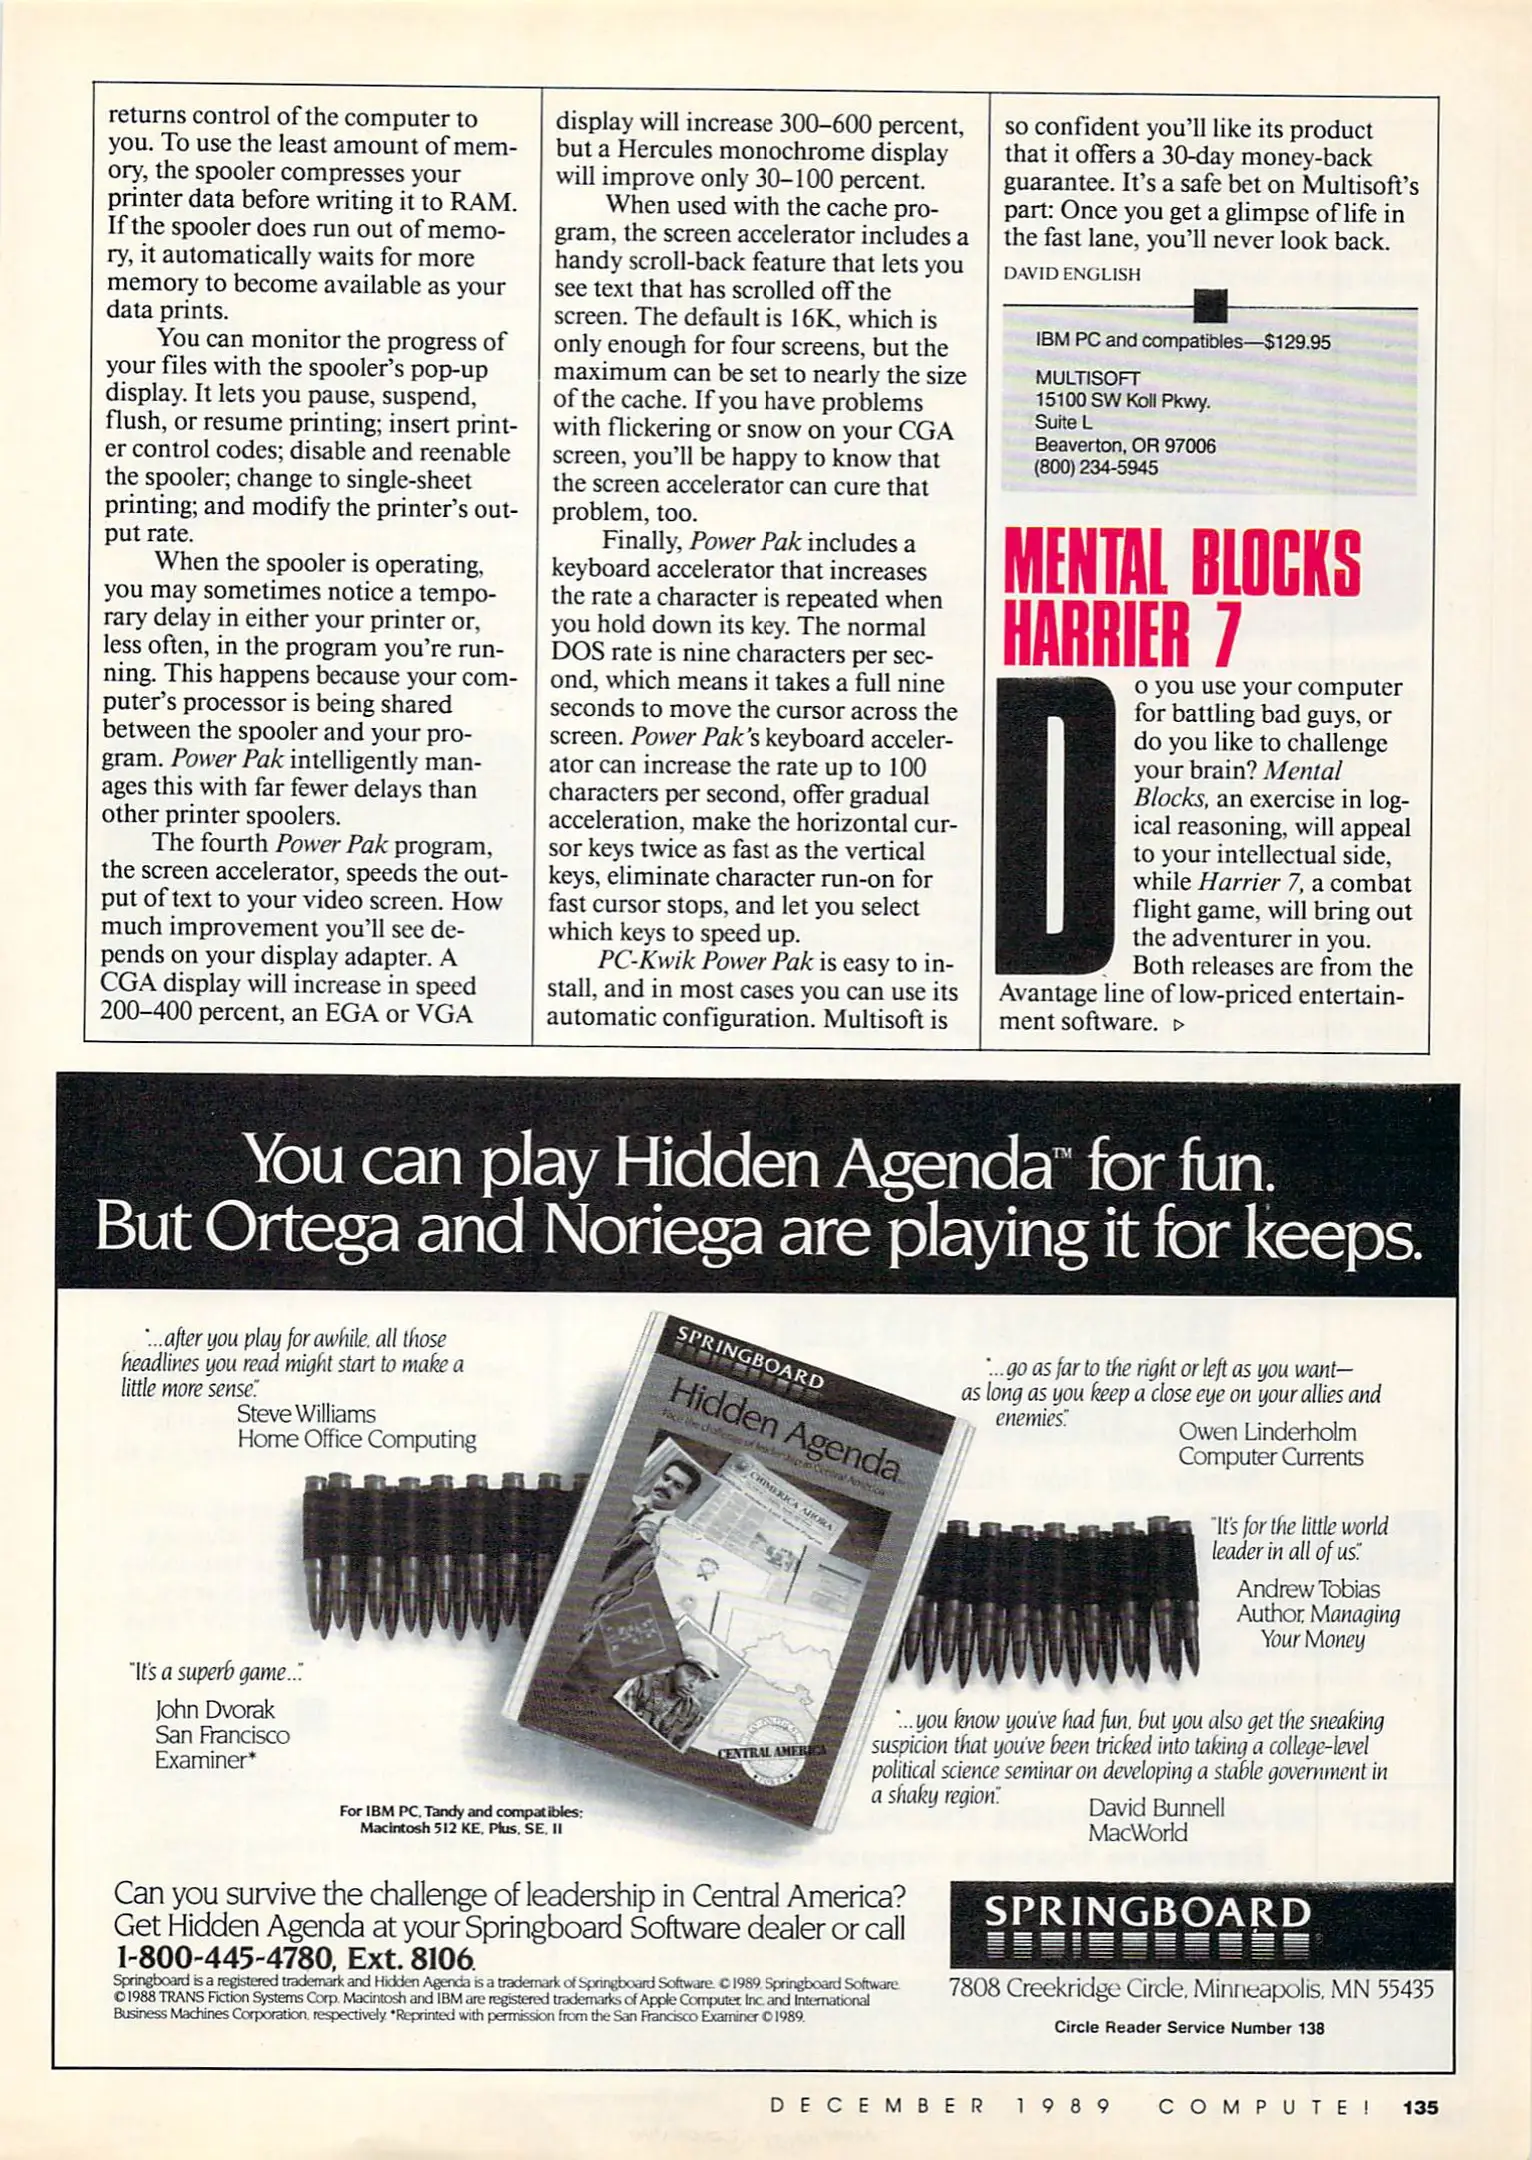 returns control of the computer to
you. To use the least amount of mem-
ory, the spooler compresses your
printer data before writing it to RAM.
If the spooler does run out of memo-
ry, it automatically waits for more
memory to become available as your
data prints.
You can monitor the progress of
your files with the spooler's pop-up
display. It lets you pause, suspend,
flush, or resume printing; insert print-
er control codes; disable and reenable
the spooler; change to single-sheet
printing; and modify the printer's out-
put rate.
When the spooler is operating,
you may sometimes notice a tempo-
rary delay in either your printer or,
less often, in the program you're run-
ning. This happens because your com-
puter's processor is being shared
between the spooler and your pro-
gram. Power Pak intelligently man-
ages this with far fewer delays than
other printer spoolers.
The fourth Power Pak program,
the screen accelerator, speeds the out-
put of text to your video screen. How
much improvement you'll see de-
pends on your display adapter. A
CGA display will increase in speed
200–400 percent, an EGA or VGA
display will increase 300–600 percent,
but a Hercules monochrome display
will improve only 30–100 percent.
When used with the cache pro-
gram, the screen accelerator includes a
handy scroll-back feature that lets you
see text that has scrolled off the
screen. The default is 16K, which is
only enough for four screens, but the
maximum can be set to nearly the size
of the cache. If you have problems
with flickering or snow on your CGA
screen, you'll be happy to know that
the screen accelerator can cure that
problem, too.
Finally, Power Pak includes a
keyboard accelerator that increases
the rate a character is repeated when
you hold down its key. The normal
DOS rate is nine characters per sec-
ond, which means it takes a full nine
seconds to move the cursor across the
screen. Power Pak's keyboard acceler-
ator can increase the rate up to 100
characters per second, offer gradual
acceleration, make the horizontal cur-
sor keys twice as fast as the vertical
keys, eliminate character run-on for
fast cursor stops, and let you select
which keys to speed up.
PC-Kwik Power Pak is easy to in-
stall, and in most cases you can use its
automatic configuration. Multisoft is
so confident you'll like its product
that it offers a 30-day money-back
guarantee. It's a safe bet on Multisoft's
part: Once you get a glimpse of life in
the fast lane, you'll never look back.
DAVID ENGLISH
IBM PC and compatibles—$129.95
MULTISOFT
15100 SW Koll Pkwy.
Suite L
Beaverton, OR 97006
(800) 234-5945
MENTAL BLOCKS
HARRIER 7
Do you use your computer
for battling bad guys, or
do you like to challenge
your brain? Mental
Blocks, an exercise in log-
ical reasoning, will appeal
to your intellectual side,
while Harrier 7, a combat
flight game, will bring out
the adventurer in you.
Both releases are from the
Avantage line of low-priced entertain-
ment software. ▷
You can play Hidden Agenda™ for fun.
But Ortega and Noriega are playing it for keeps.
"...after you play for awhile, all those
headlines you read might start to make a
little more sense."
Steve Williams
Home Office Computing
"It's a superb game..."
John Dvorak
San Francisco
Examiner*
For IBM PC, Tandy and compatibles;
Macintosh 512 KE, Plus, SE, II
SPRINGBOARD
Hidden Agenda™
Face the challenge of leadership in Central America
CHIMERICA AHORA
CENTRAL AMERICA
"...go as far to the right or left as you want—
as long as you keep a close eye on your allies and
enemies."
Owen Linderholm
Computer Currents
"It's for the little world
leader in all of us."
Andrew Tobias
Author, Managing
Your Money
"...you know you've had fun, but you also get the sneaking
suspicion that you've been tricked into taking a college-level
political science seminar on developing a stable government in
a shaky region."
David Bunnell
MacWorld
Can you survive the challenge of leadership in Central America?
Get Hidden Agenda at your Springboard Software dealer or call
1-800-445-4780, Ext. 8106.
Springboard is a registered trademark and Hidden Agenda is a trademark of Springboard Software. © 1989, Springboard Software.
© 1988 TRANS Fiction Systems Corp. Macintosh and IBM are registered trademarks of Apple Computer, Inc. and International
Business Machines Corporation, respectively. *Reprinted with permission from the San Francisco Examiner © 1989.
SPRINGBOARD®
7808 Creekridge Circle, Minneapolis, MN 55435
Circle Reader Service Number 138
DECEMBER 1989 COMPUTE! 135